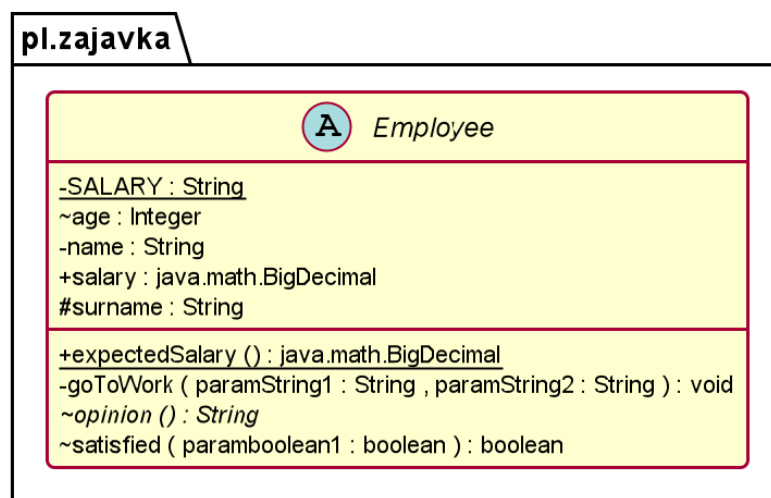 pl.zajavka
A Employee
-SALARY : String
~age : Integer
-name : String
+salary : java.math.BigDecimal
#surname : String
+expectedSalary () : java.math.BigDecimal
-goToWork ( paramString1 : String , paramString2 : String ) : void
~opinion () : String
~satisfied ( paramboolean1 : boolean ) : boolean